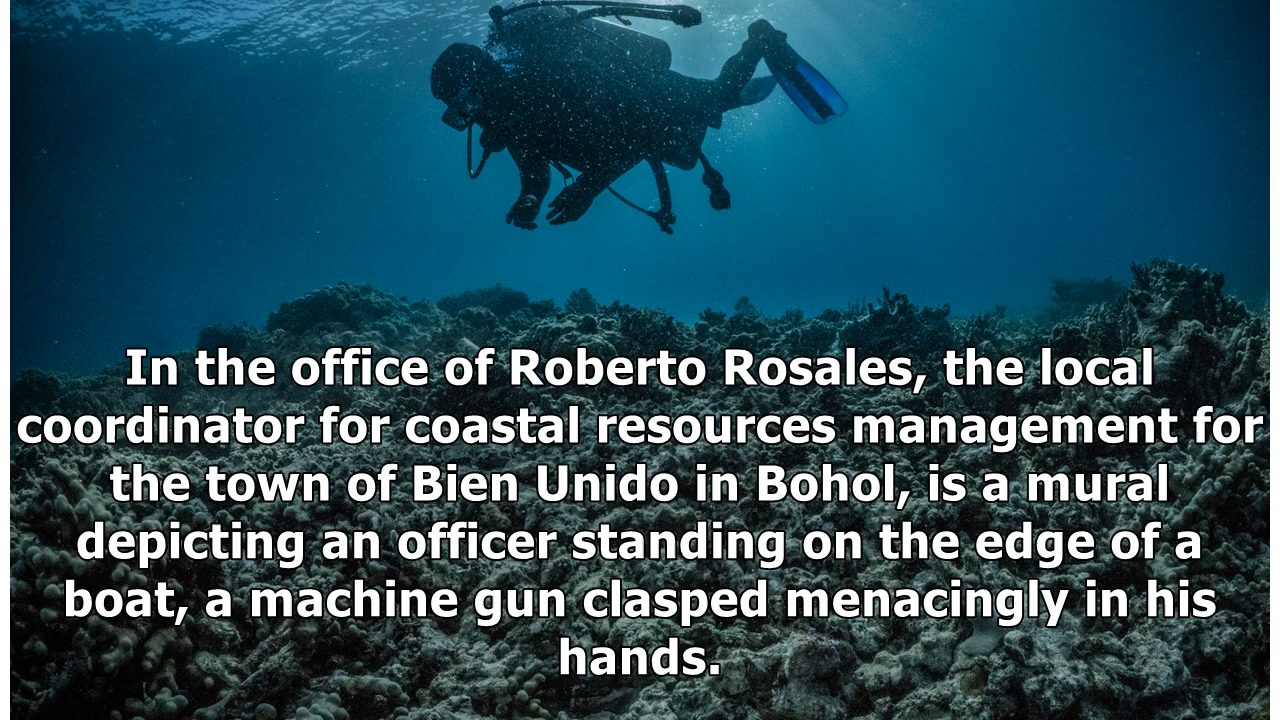 In the office of Roberto Rosales, the local
coordinator for coastal resources management for
the town of Bien Unido in Bohol, is a mural
depicting an officer standing on the edge of a
boat, a machine gun clasped menacingly in his
hands.